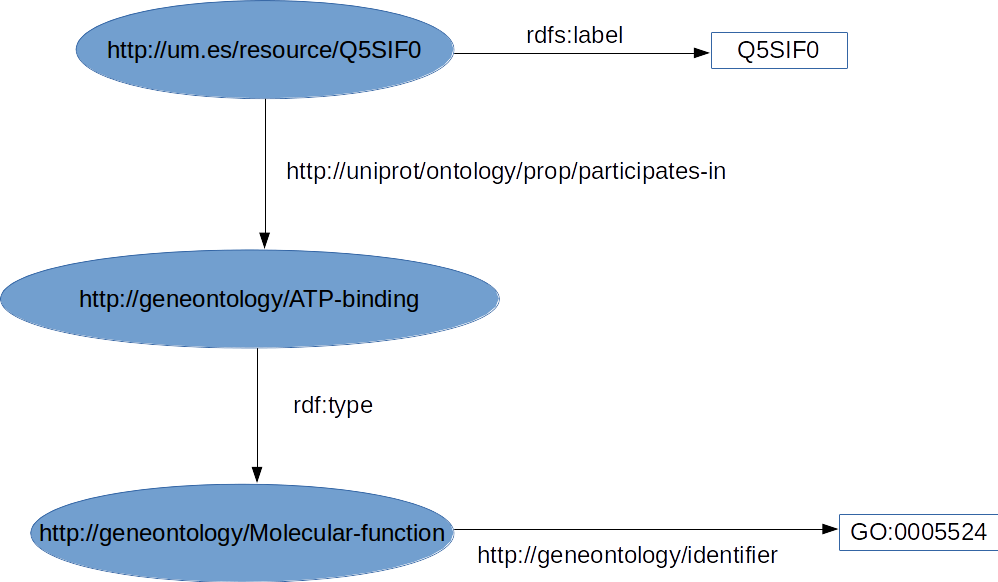 http://um.es/resource/Q5SIF0
rdfs:label
Q5SIF0
http://uniprot/ontology/prop/participates-in
http://geneontology/ATP-binding
rdf:type
http://geneontology/Molecular-function
http://geneontology/identifier
GO:0005524